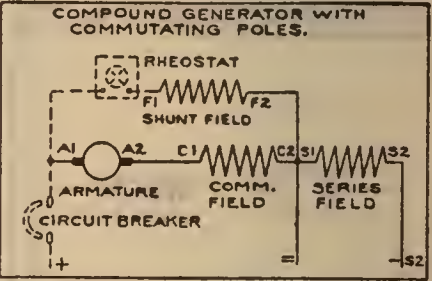 COMPOUND GENERATOR WITH
COMMUTATING POLES.
RHEOSTAT
F1 F2
SHUNT FIELD
A1 A2 C1 C2 S1 S2
ARMATURE
COMM.
FIELD
SERIES
FIELD
CIRCUIT BREAKER
+ = -S2